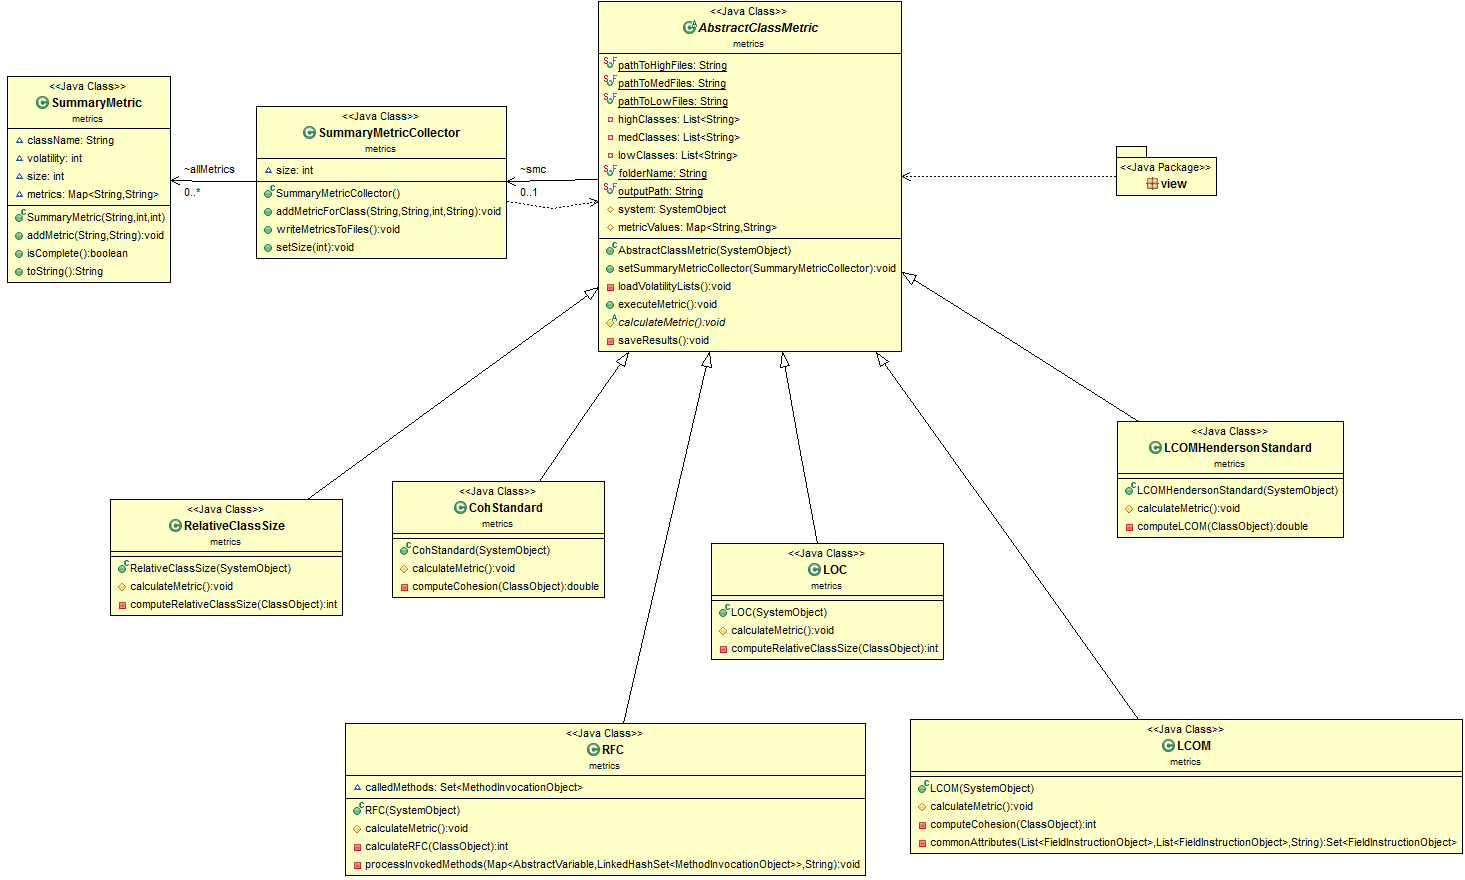 <<Java Class>>
AbstractClassMetric
metrics
pathToHighFiles: String
pathToMedFiles: String
pathToLowFiles: String
highClasses: List<String>
medClasses: List<String>
lowClasses: List<String>
folderName: String
outputPath: String
system: SystemObject
metricValues: Map<String,String>
AbstractClassMetric(SystemObject)
setSummaryMetricCollector(SummaryMetricCollector):void
loadVolatilityLists():void
executeMetric():void
calculateMetric():void
saveResults():void
<<Java Class>>
SummaryMetric
metrics
className: String
volatility: int
size: int
metrics: Map<String,String>
SummaryMetric(String,int,int)
addMetric(String,String):void
isComplete():boolean
toString():String
~allMetrics
0..*
<<Java Class>>
SummaryMetricCollector
metrics
size: int
SummaryMetricCollector()
addMetricForClass(String,String,int,String):void
writeMetricsToFiles():void
setSize(int):void
~smc
0..1
<<Java Package>>
view
<<Java Class>>
LCOMHendersonStandard
metrics
LCOMHendersonStandard(SystemObject)
calculateMetric():void
computeLCOM(ClassObject):double
<<Java Class>>
RelativeClassSize
metrics
RelativeClassSize(SystemObject)
calculateMetric():void
computeRelativeClassSize(ClassObject):int
<<Java Class>>
CohStandard
metrics
CohStandard(SystemObject)
calculateMetric():void
computeCohesion(ClassObject):double
<<Java Class>>
LOC
metrics
LOC(SystemObject)
calculateMetric():void
computeRelativeClassSize(ClassObject):int
<<Java Class>>
RFC
metrics
calledMethods: Set<MethodInvocationObject>
RFC(SystemObject)
calculateMetric():void
calculateRFC(ClassObject):int
processInvokedMethods(Map<AbstractVariable,LinkedHashSet<MethodInvocationObject>>,String):void
<<Java Class>>
LCOM
metrics
LCOM(SystemObject)
calculateMetric():void
computeCohesion(ClassObject):int
commonAttributes(List<FieldInstructionObject>,List<FieldInstructionObject>,String):Set<FieldInstructionObject>